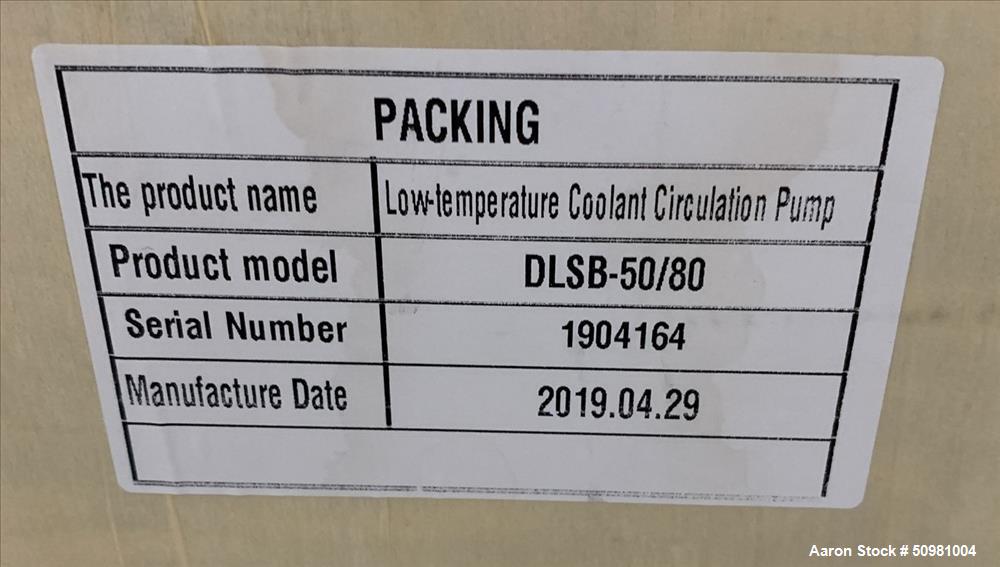 PACKING
The product name Low-temperature Coolant Circulation Pump
Product model DLSB-50/80
Serial Number 1904164
Manufacture Date 2019.04.29
Aaron Stock # 50981004